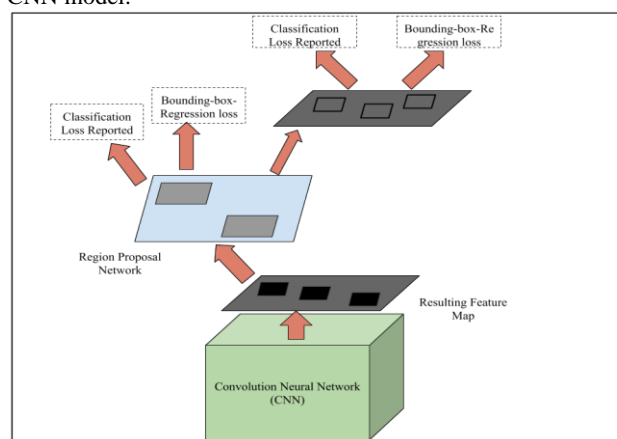 CNN model.
Classification
Loss Reported
Bounding-box-Re
gression loss
Classification
Loss Reported
Bounding-box-
Regression loss
Region Proposal
Network
Resulting Feature
Map
Convolution Neural Network
(CNN)